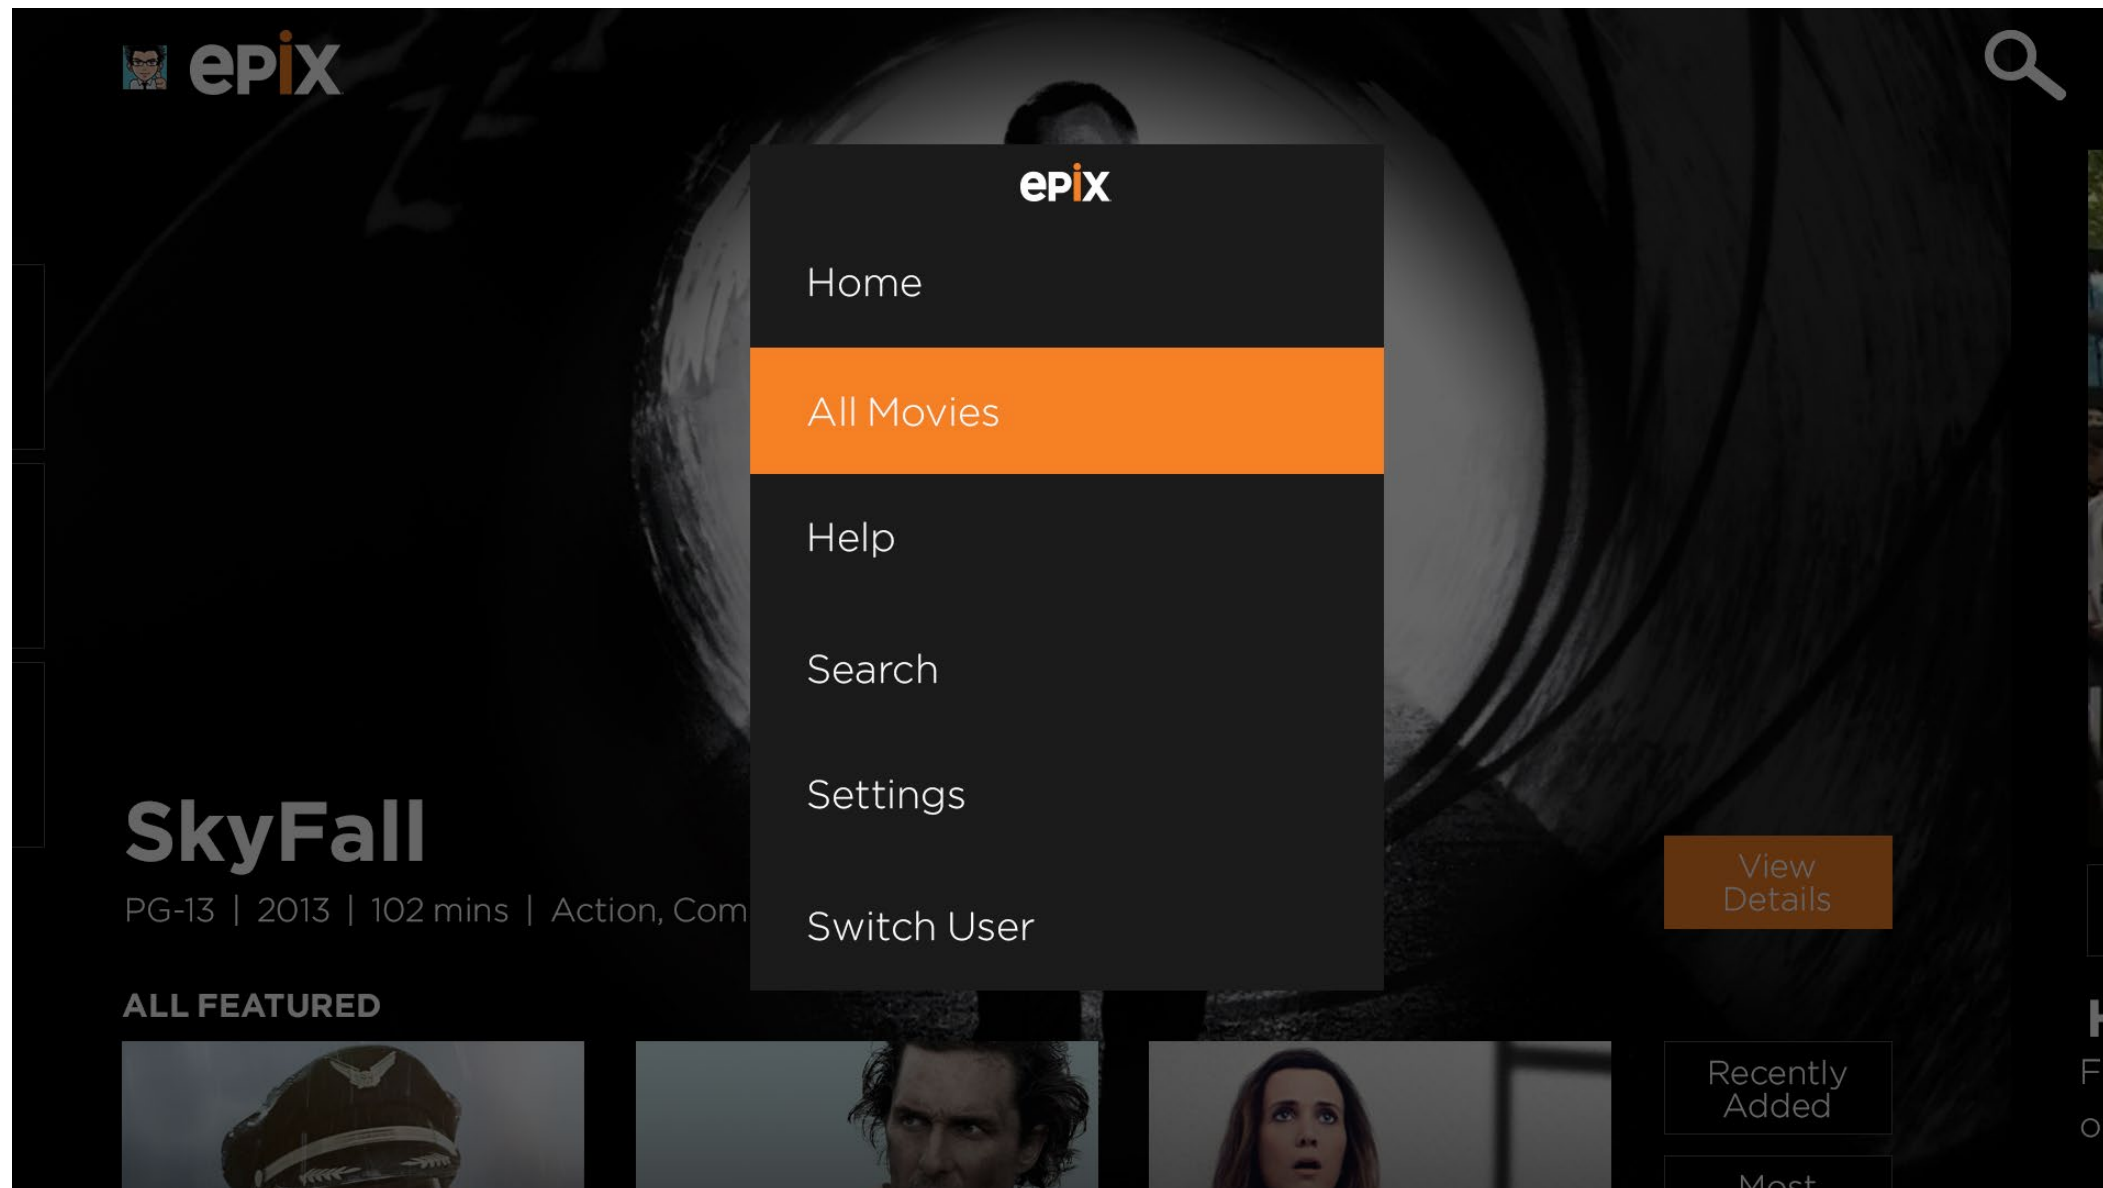 epix
epix
Home
All Movies
Help
Search
Settings
Switch User
SkyFall
PG-13 | 2013 | 102 mins | Action, Com
View
Details
ALL FEATURED
Recently
Added
Most
H
F
o